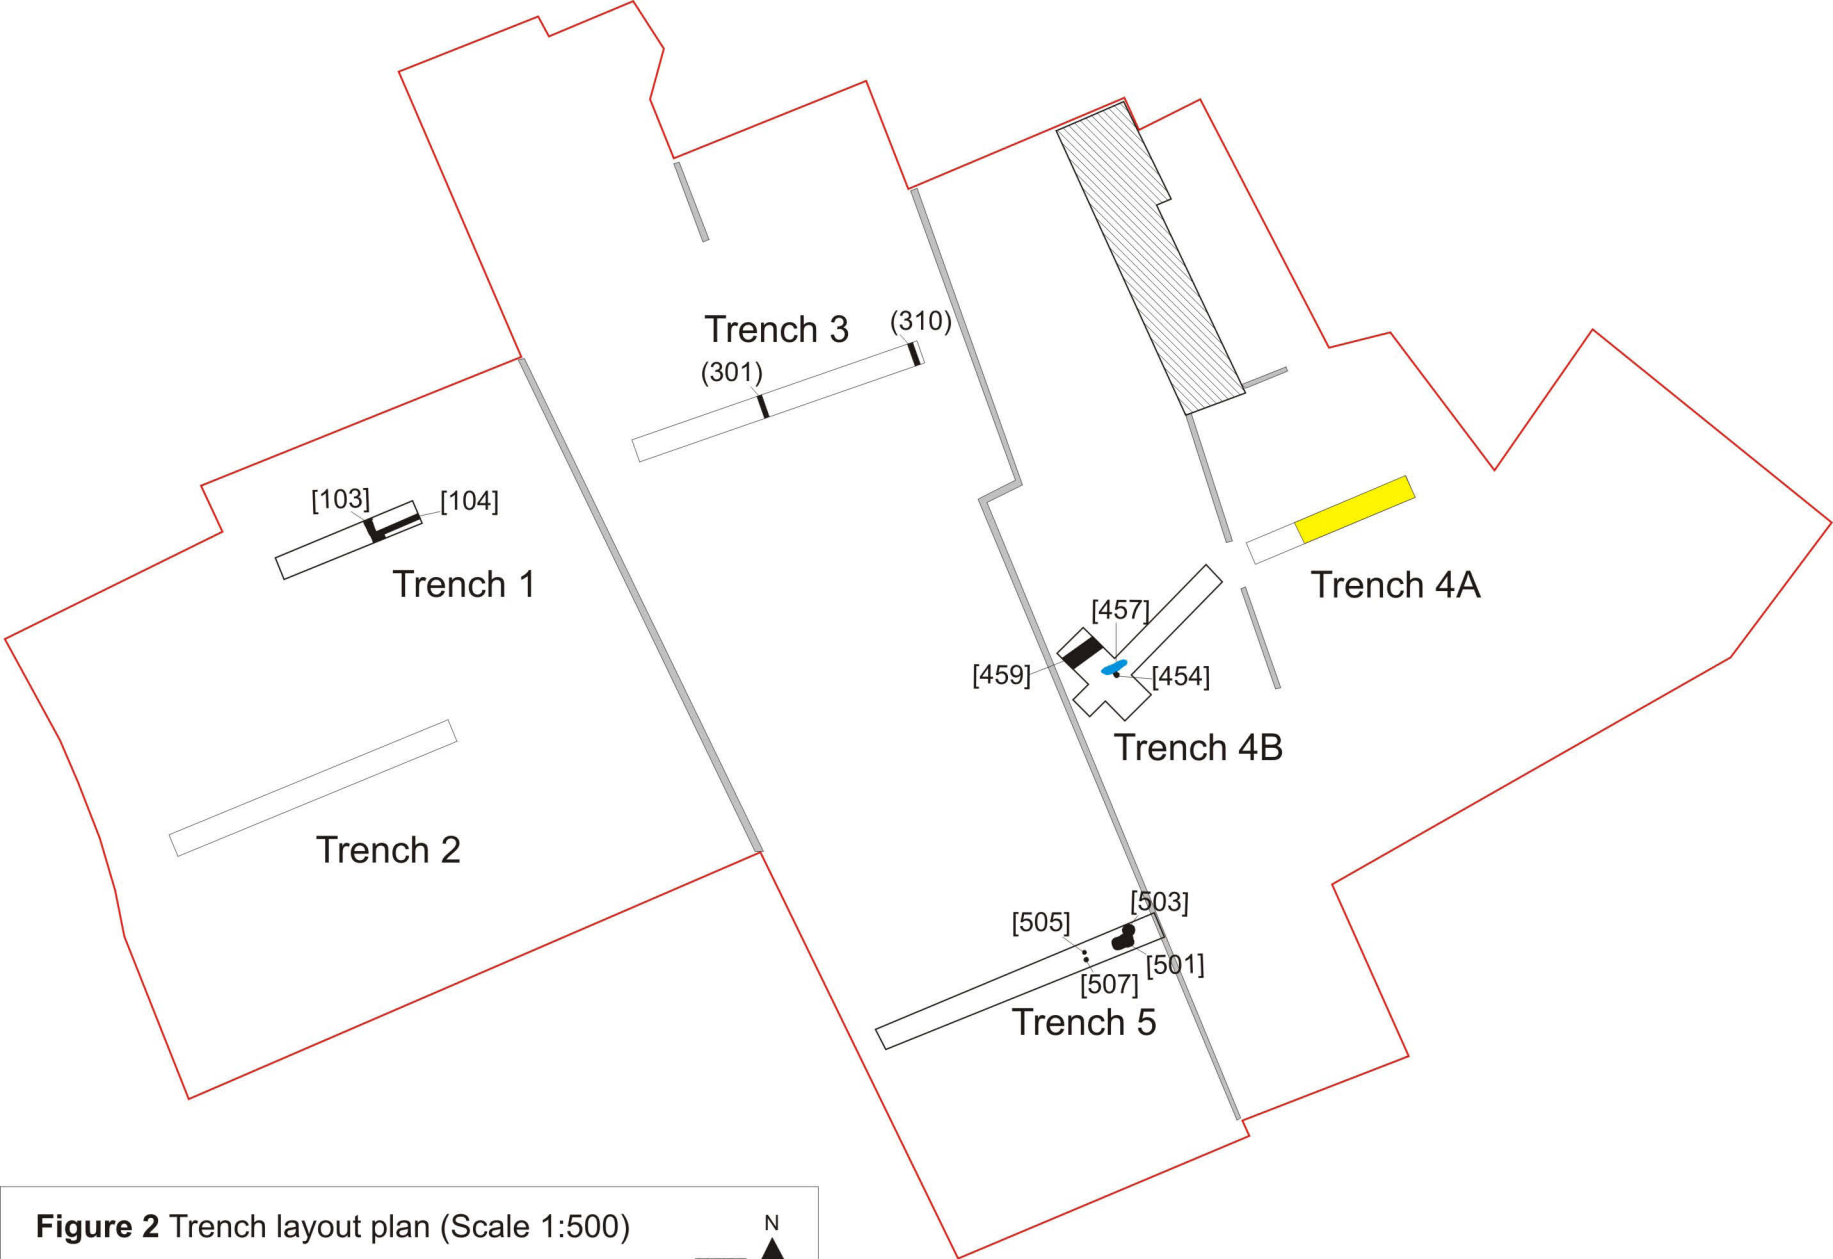 (310)
Trench 3
(301)
[103]
[104]
Trench 1
Trench 4A
[457]
[459]
[454]
Trench 4B
Trench 2
[503]
[505]
[501]
[507]
Trench 5
Figure 2 Trench layout plan (Scale 1:500)
N